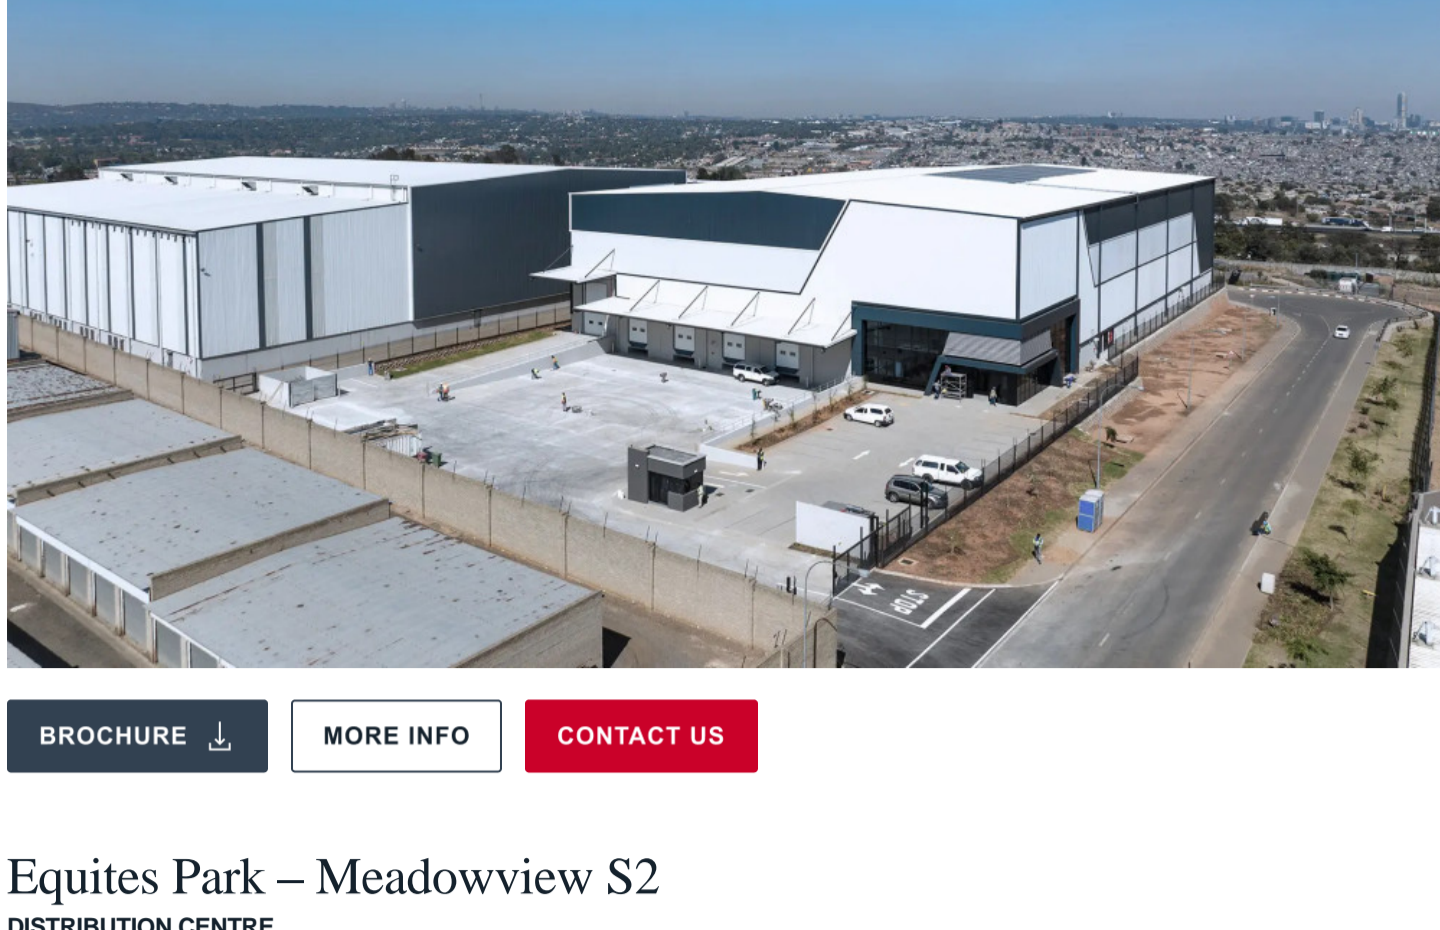 STOP
BROCHURE
MORE INFO
CONTACT US
Equites Park – Meadowview S2
DISTRIBUTION CENTRE